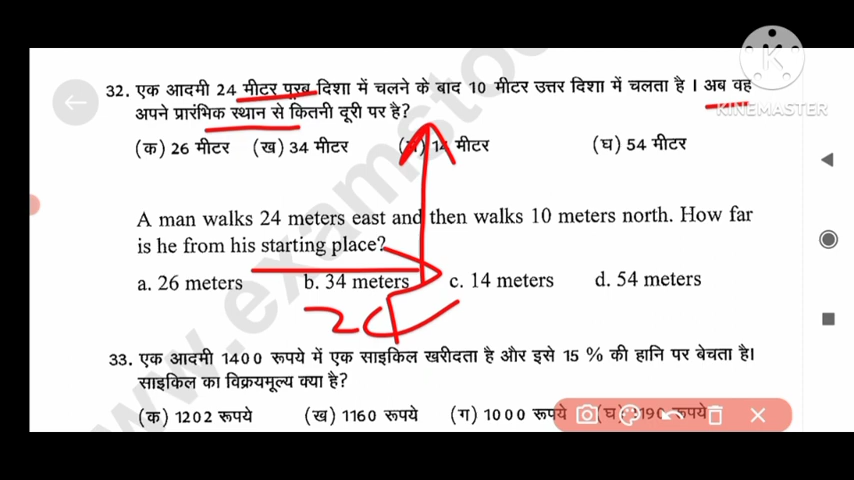 KINEMASTER
32. एक आदमी 24 मीटर पूरब दिशा में चलने के बाद 10 मीटर उत्तर दिशा में चलता है । अब वह
अपने प्रारंभिक स्थान से कितनी दूरी पर है?
(क) 26 मीटर (ख) 34 मीटर (ग) 14 मीटर (घ) 54 मीटर
A man walks 24 meters east and then walks 10 meters north. How far
is he from his starting place?
a. 26 meters b. 34 meters c. 14 meters d. 54 meters
33. एक आदमी 1400 रूपये में एक साइकिल खरीदता है और इसे 15 % की हानि पर बेचता है।
साइकिल का विक्रयमूल्य क्या है?
(क) 1202 रूपये (ख) 1160 रूपये (ग) 1000 रूपये (घ) 1190 रूपये